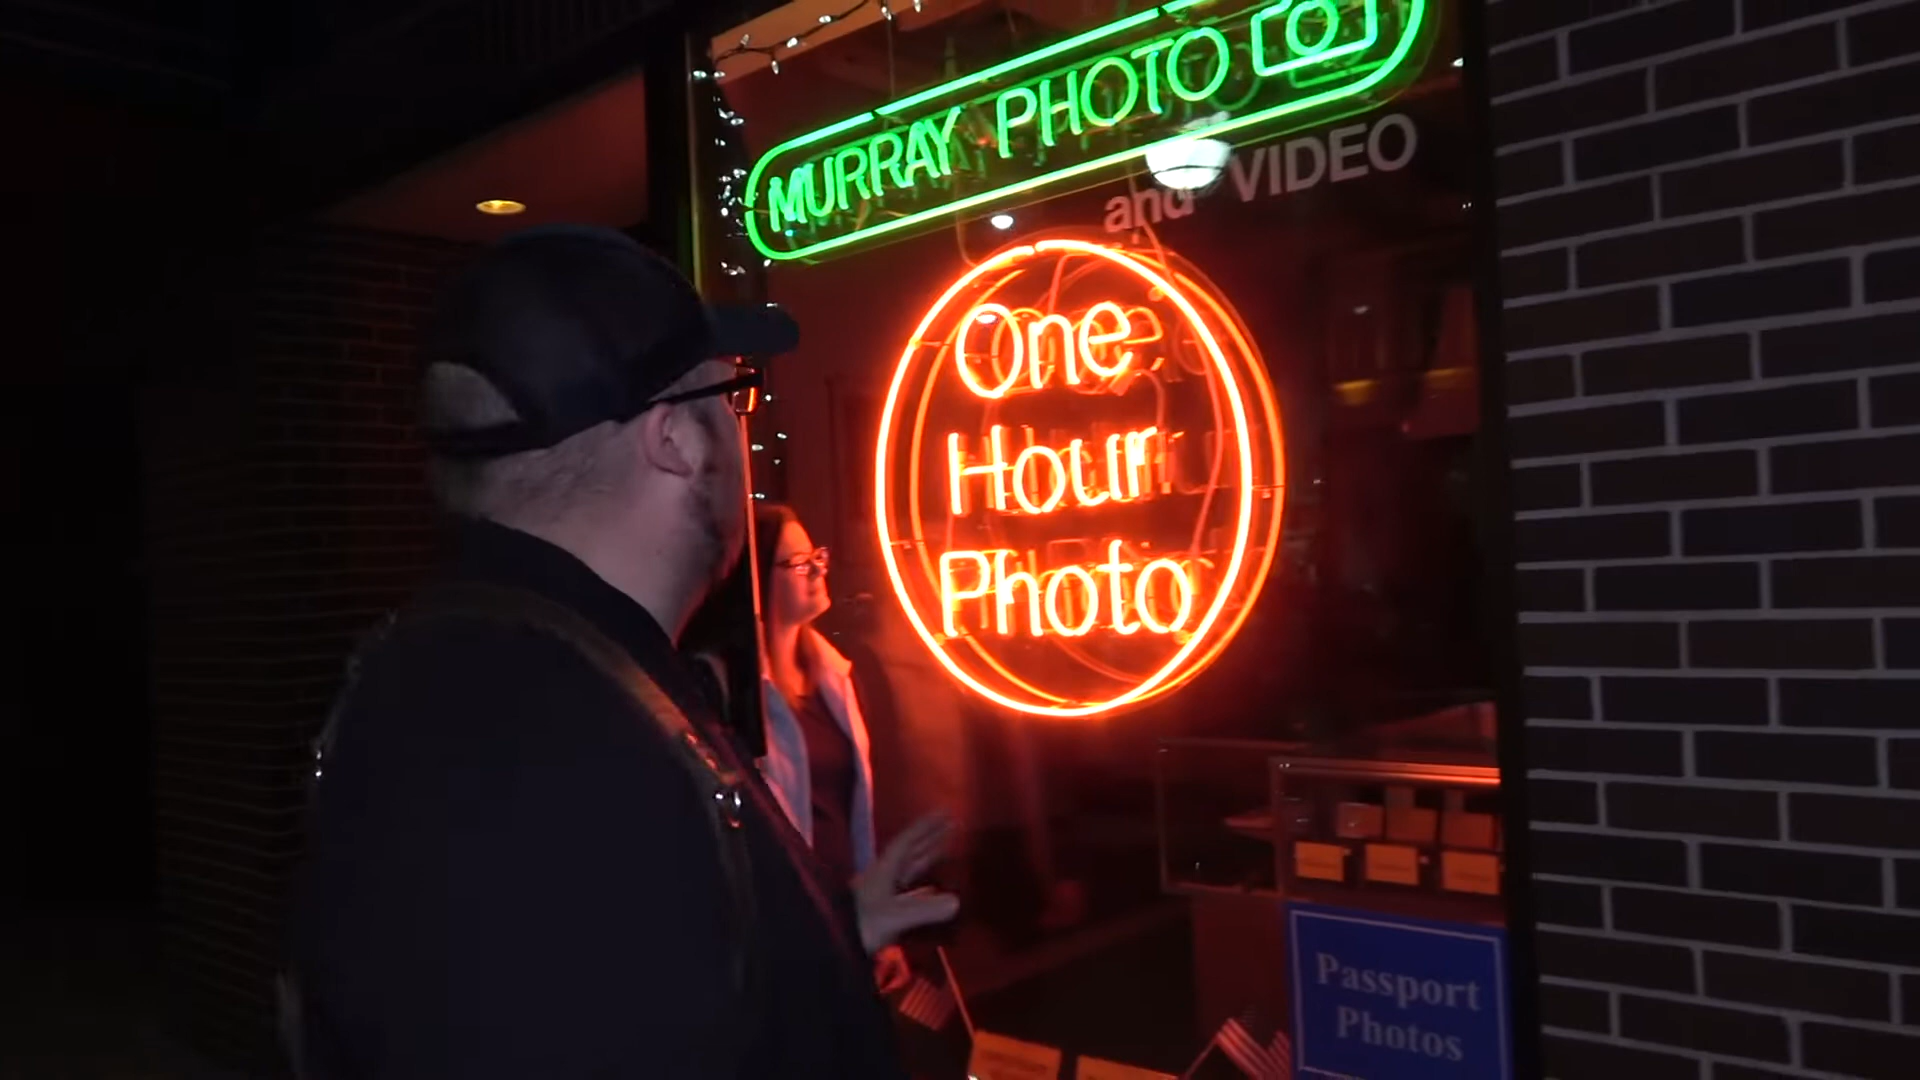 MURRAY PHOTO
and VIDEO
One
Hour
Photo
Passport
Photos